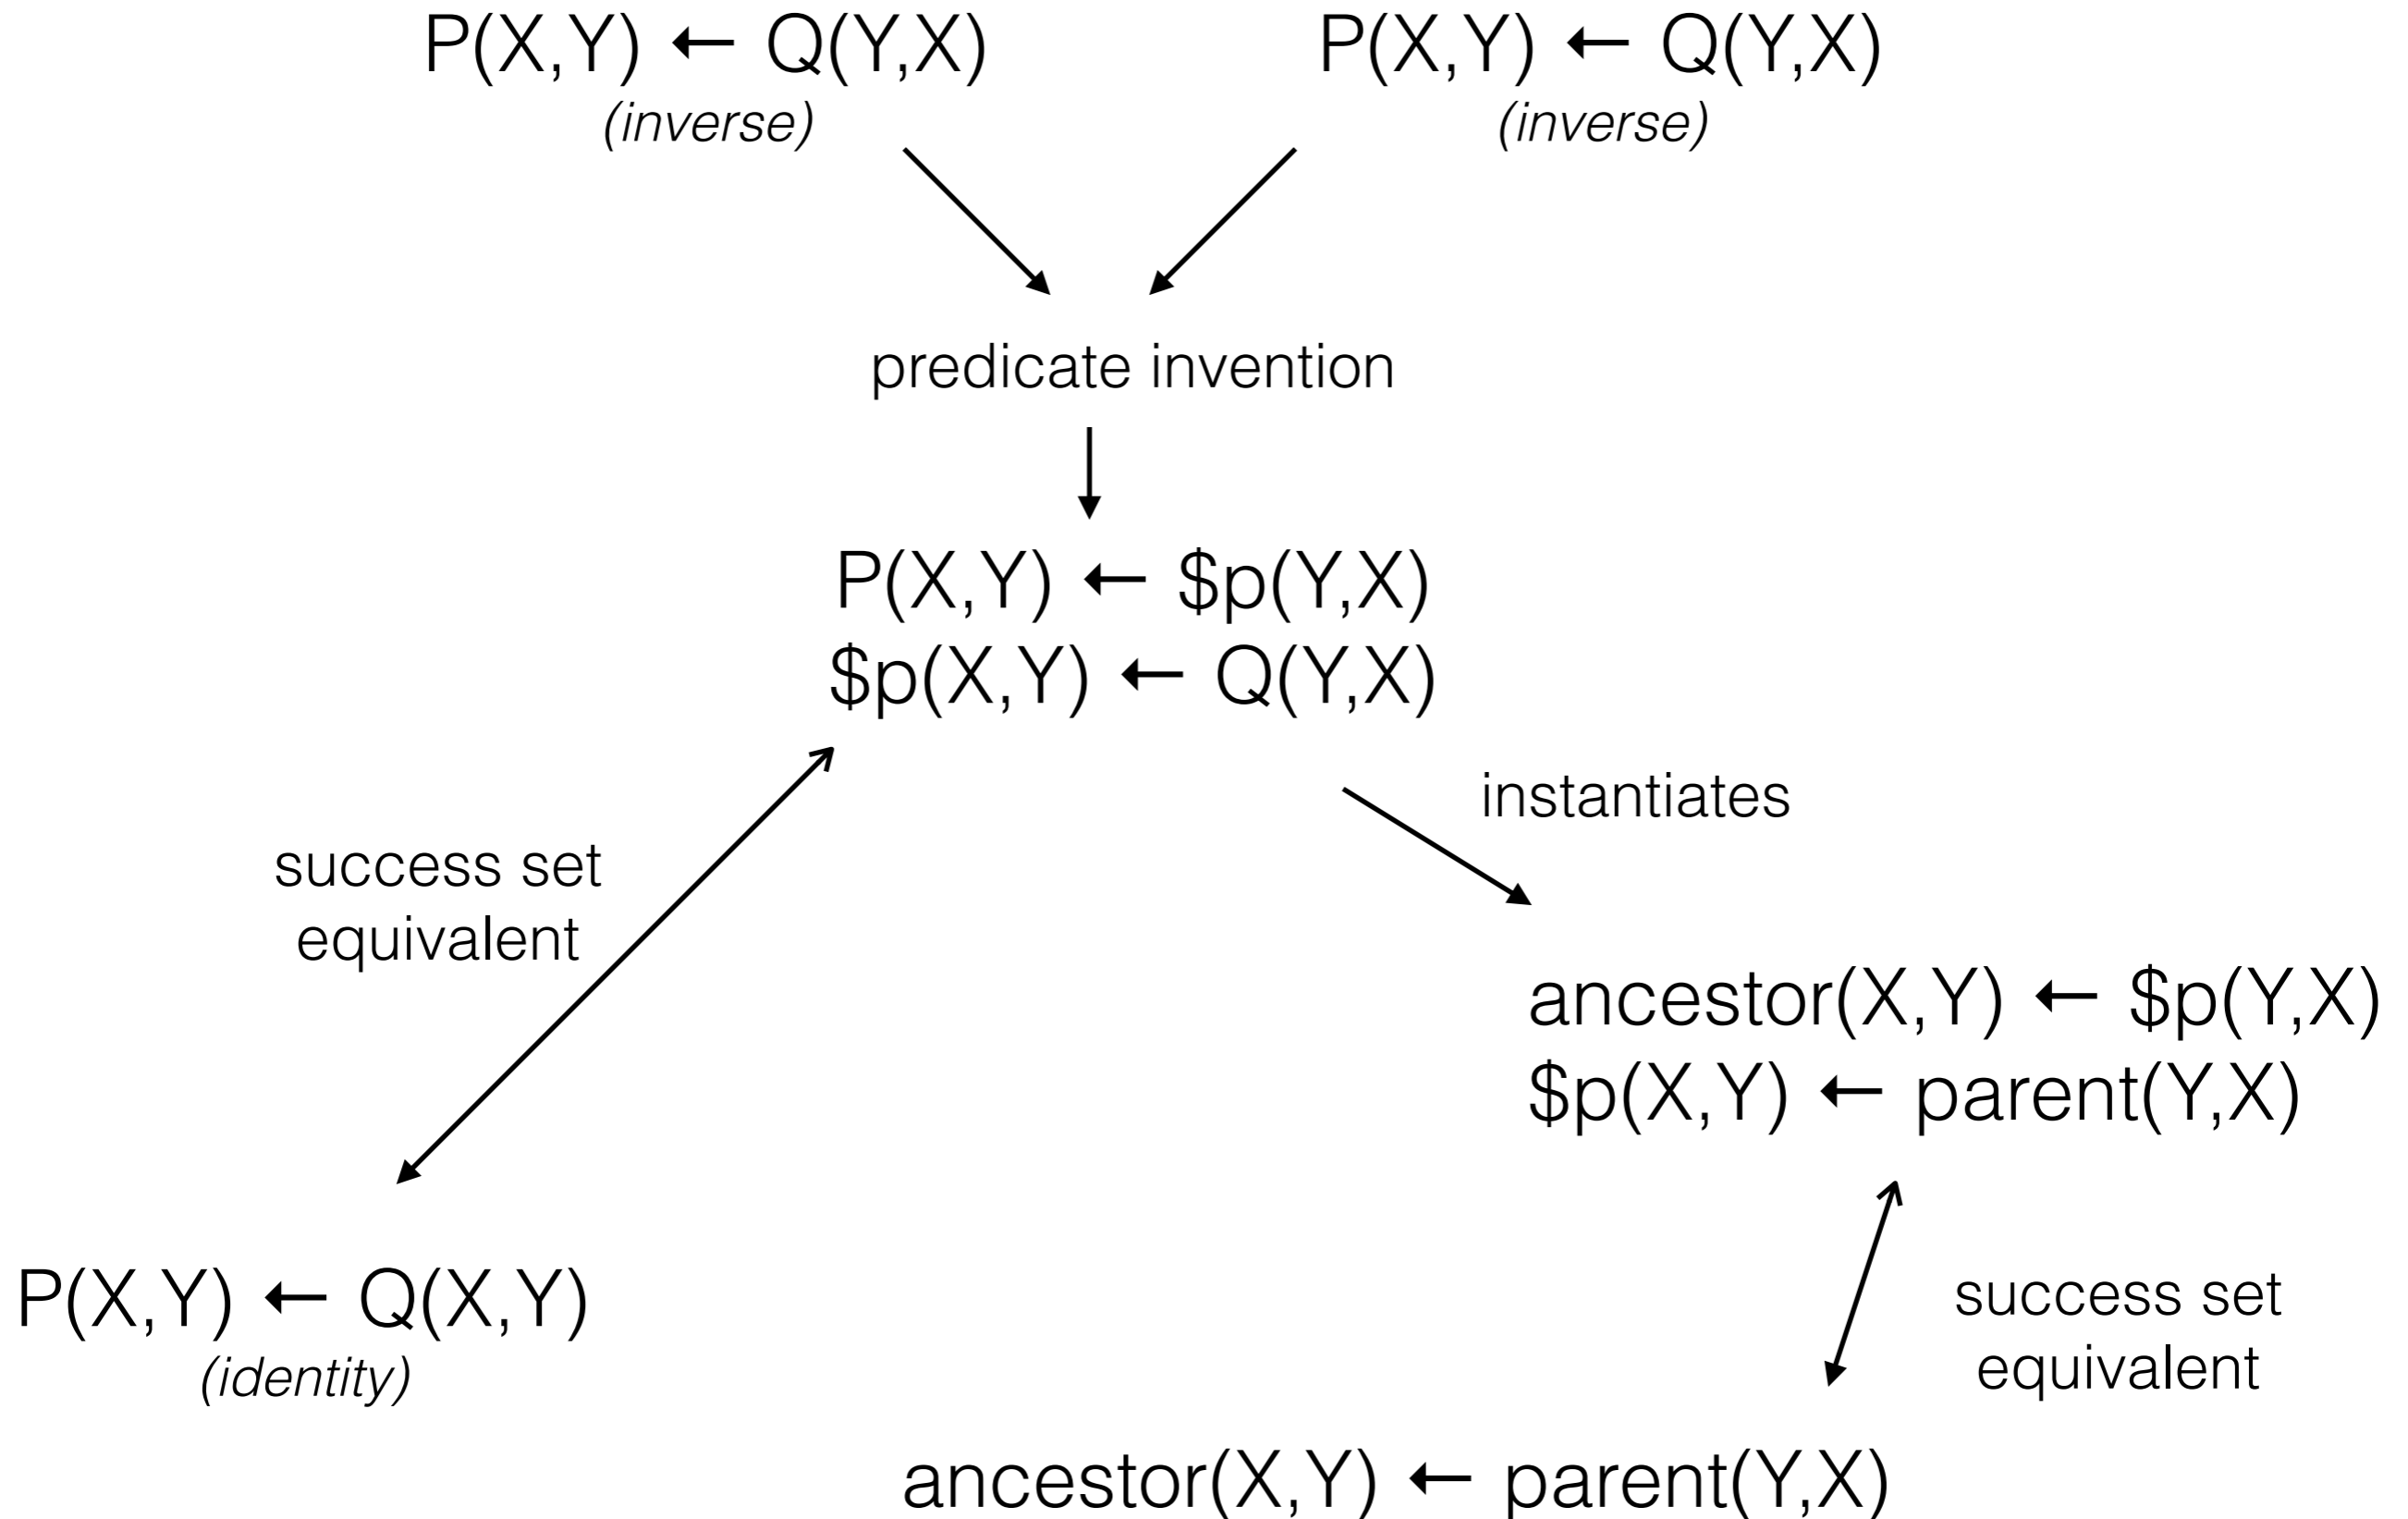 P(X,Y) ← Q(Y,X)
(inverse)
P(X,Y) ← Q(Y,X)
(inverse)
predicate invention
P(X,Y) ← $p(Y,X)
$p(X,Y) ← Q(Y,X)
instantiates
success set
equivalent
ancestor(X,Y) ← $p(Y,X)
$p(X,Y) ← parent(Y,X)
P(X,Y) ← Q(X,Y)
(identity)
success set
equivalent
ancestor(X,Y) ← parent(Y,X)